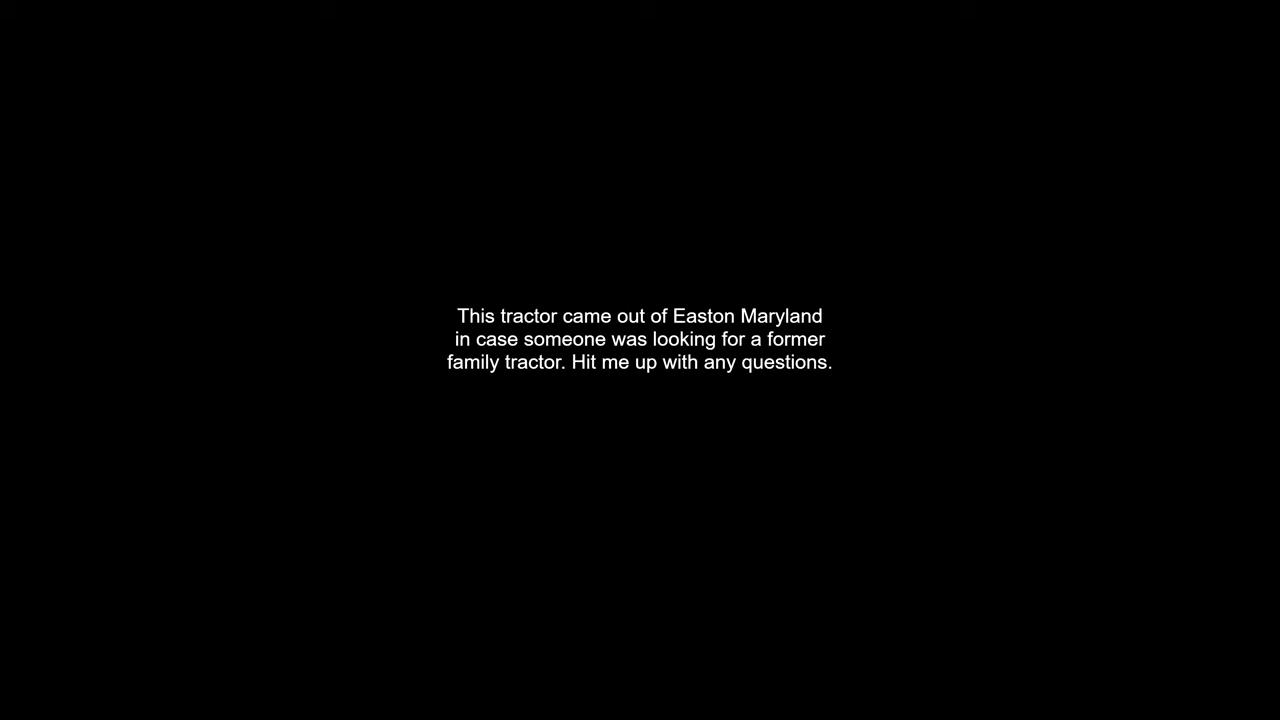 This tractor came out of Easton Maryland
in case someone was looking for a former
family tractor. Hit me up with any questions.